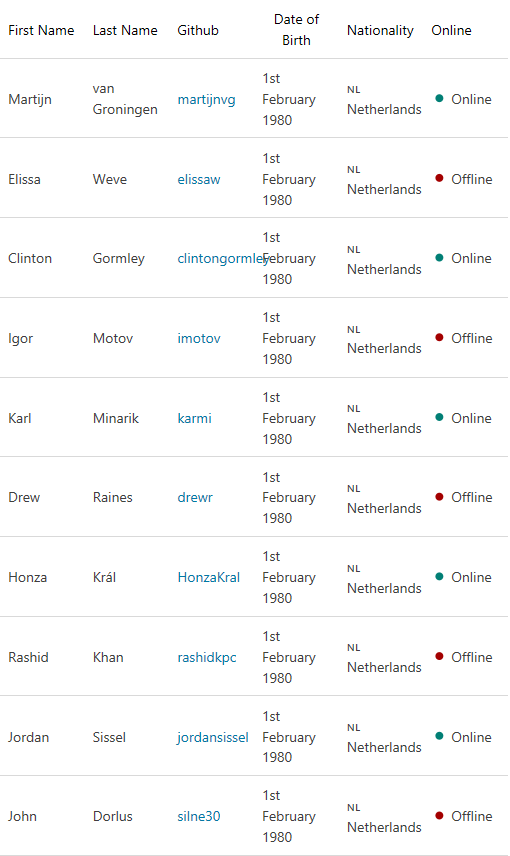 First Name Last Name Github Date of Birth Nationality Online
Martijn van Groningen martijnvg 1st February 1980 NL Netherlands Online
Elissa Weve elissaw 1st February 1980 NL Netherlands Offline
Clinton Gormley clintongormley 1st February 1980 NL Netherlands Online
Igor Motov imotov 1st February 1980 NL Netherlands Offline
Karl Minarik karmi 1st February 1980 NL Netherlands Online
Drew Raines drewr 1st February 1980 NL Netherlands Offline
Honza Král HonzaKral 1st February 1980 NL Netherlands Online
Rashid Khan rashidkpc 1st February 1980 NL Netherlands Offline
Jordan Sissel jordansissel 1st February 1980 NL Netherlands Online
John Dorlus silne30 1st February 1980 NL Netherlands Offline